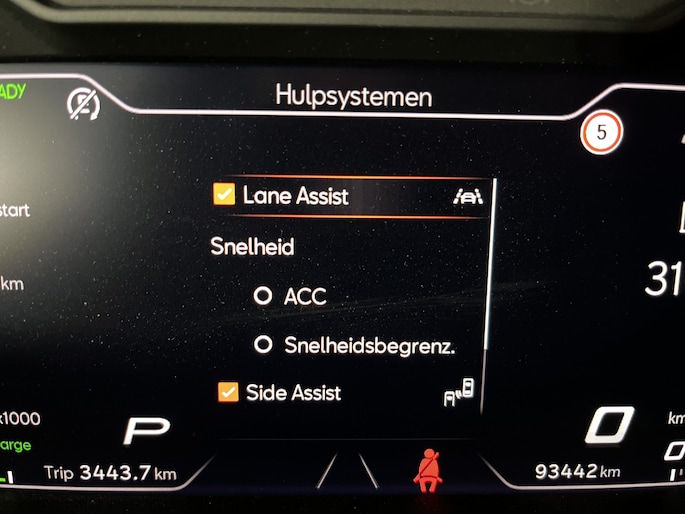 ADY
Hulpsystemen
5
Lane Assist
start
Snelheid
km
ACC
31
Snelheidsbegrenz.
Side Assist
x1000
P
0
km
arge
Trip 3443.7 km
93442 km